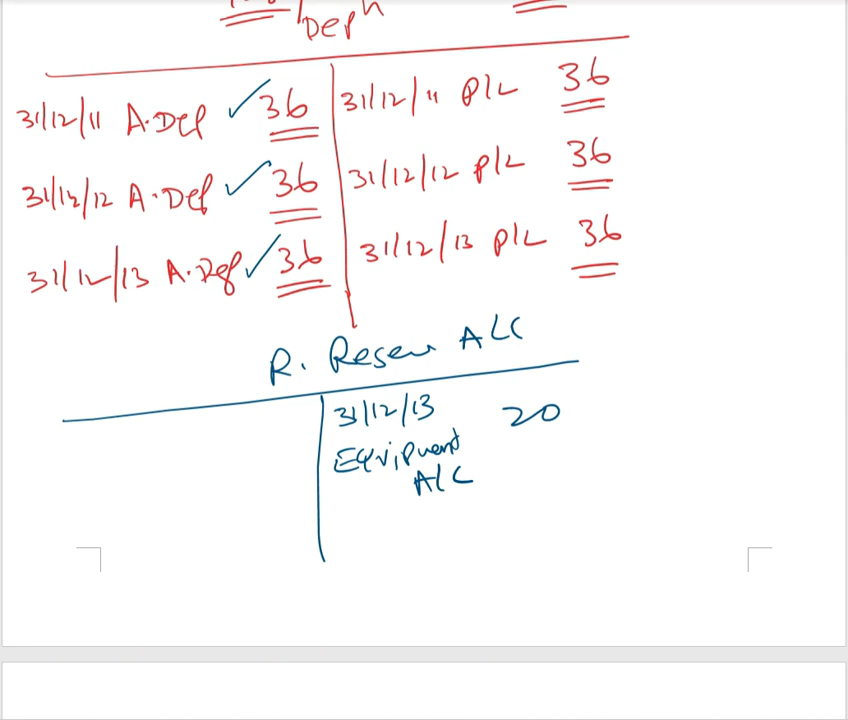 Depn
31/12/11 A.Dep ✓ 36 31/12/11 P/L 36
31/12/12 A.Dep ✓ 36 31/12/12 P/L 36
31/12/13 A.Dep ✓ 36 31/12/13 P/L 36
R. Reserv A/C
31/12/13 20
Equipment
A/C